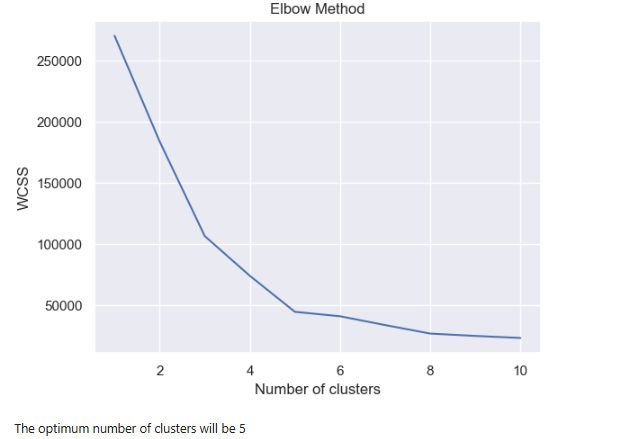 Elbow Method
250000
200000
150000
100000
50000
WCSS
2 4 6 8 10
Number of clusters
The optimum number of clusters will be 5